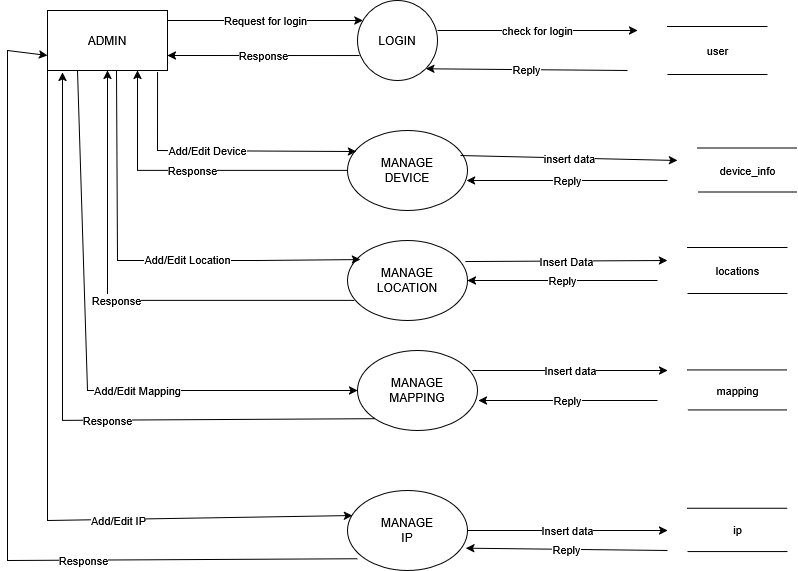 ADMIN
Request for login
LOGIN
check for login
user
Response
Reply
Add/Edit Device
MANAGE
DEVICE
Insert data
device_info
Response
Reply
Add/Edit Location
MANAGE
LOCATION
Insert Data
locations
Response
Reply
Add/Edit Mapping
MANAGE
MAPPING
Insert data
mapping
Response
Reply
Add/Edit IP
MANAGE
IP
Insert data
ip
Response
Reply